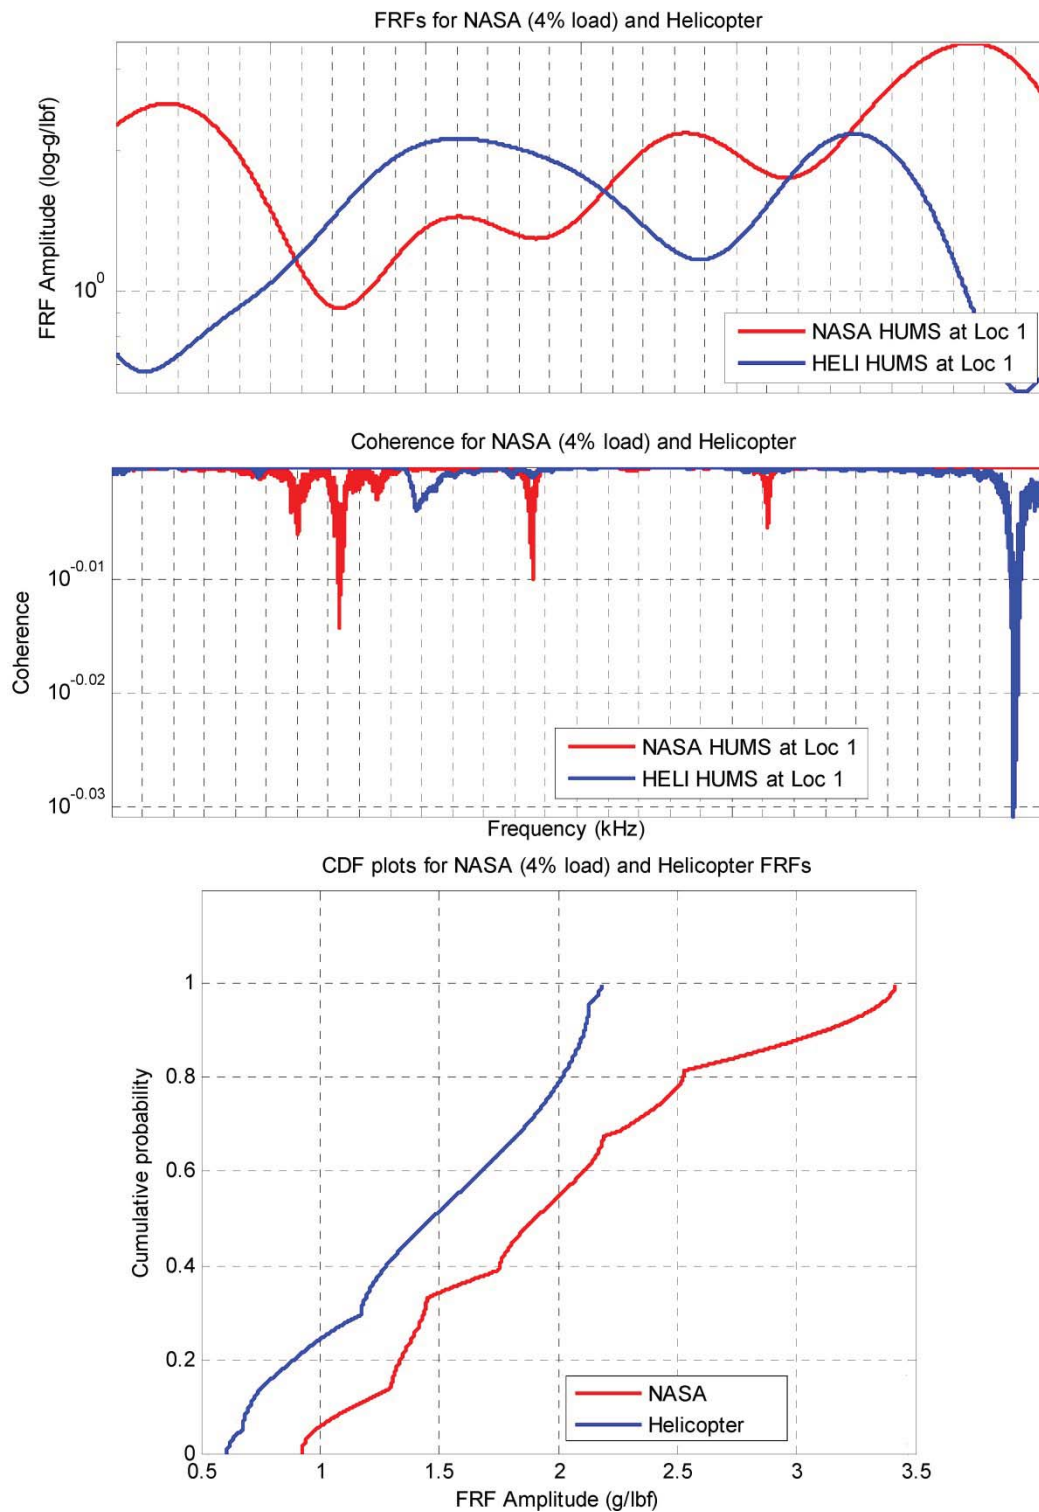 FRFs for NASA (4% load) and Helicopter
FRF Amplitude (log-g/lbf)
10^0
NASA HUMS at Loc 1
HELI HUMS at Loc 1
Coherence for NASA (4% load) and Helicopter
Coherence
10^-0.01
10^-0.02
10^-0.03
NASA HUMS at Loc 1
HELI HUMS at Loc 1
Frequency (kHz)
CDF plots for NASA (4% load) and Helicopter FRFs
Cumulative probability
1
0.8
0.6
0.4
0.2
0
NASA
Helicopter
0.5 1 1.5 2 2.5 3 3.5
FRF Amplitude (g/lbf)